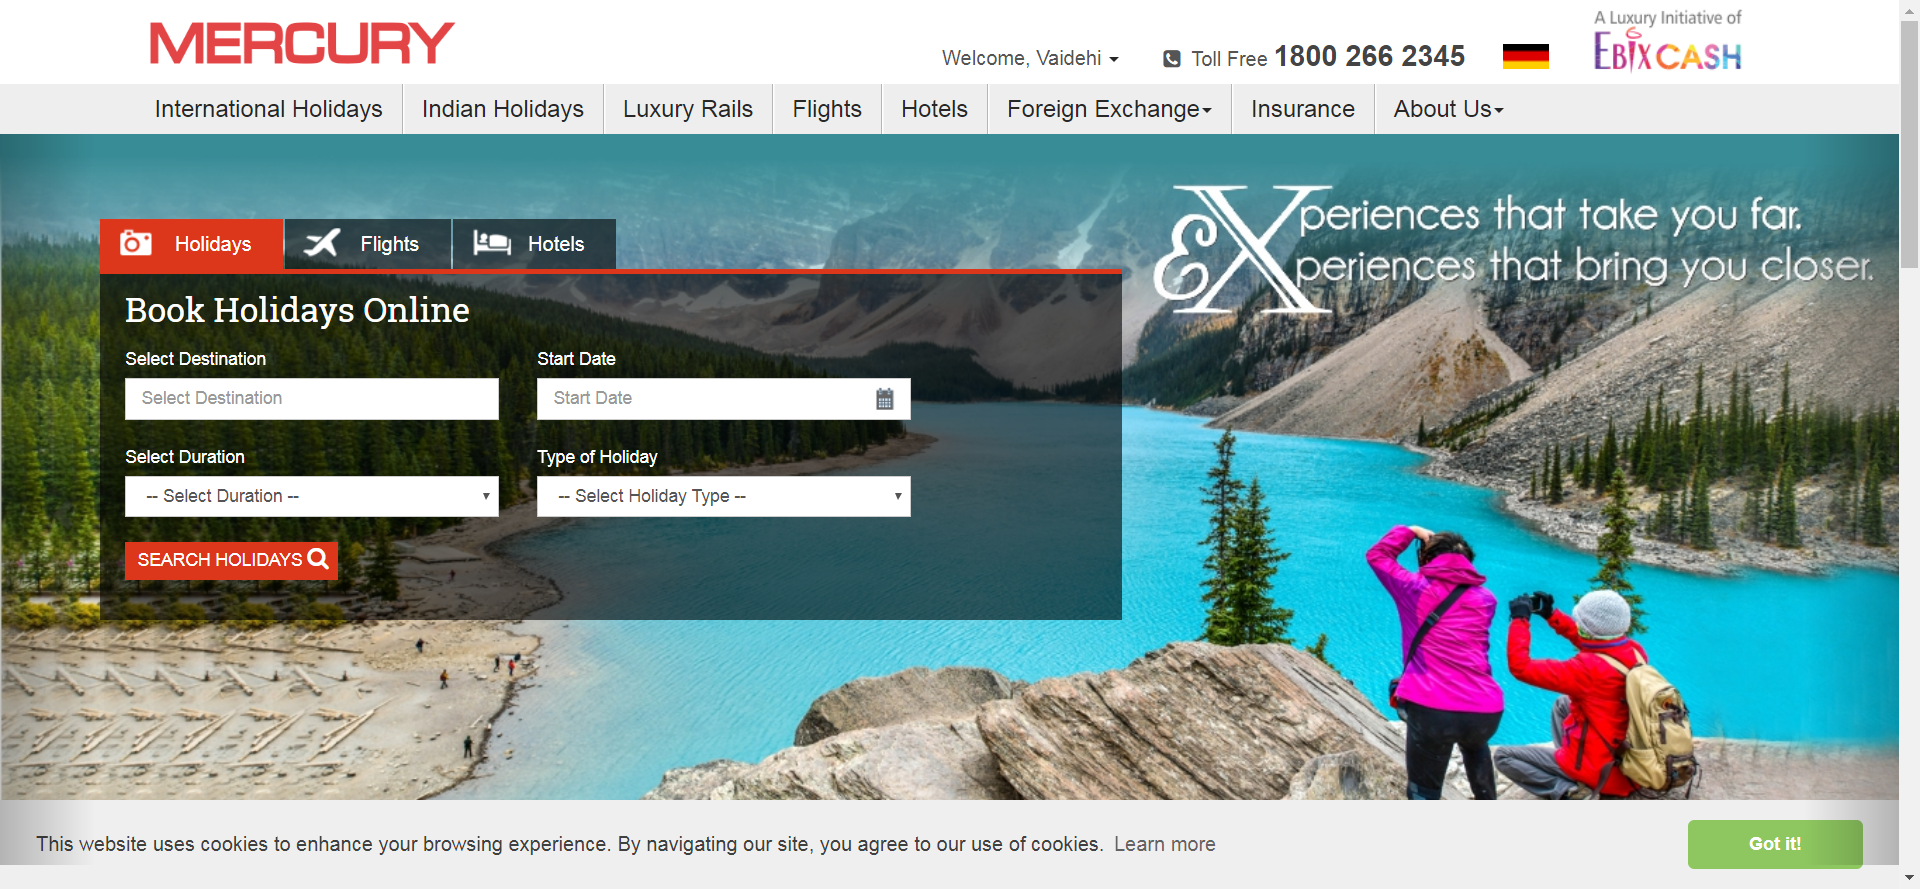 MERCURY
Welcome, Vaidehi
Toll Free 1800 266 2345
A Luxury Initiative of
EBIXCASH
International Holidays
Indian Holidays
Luxury Rails
Flights
Hotels
Foreign Exchange
Insurance
About Us
eXperiences that take you far.
eXperiences that bring you closer.
Holidays
Flights
Hotels
Book Holidays Online
Select Destination
Start Date
Select Destination
Start Date
Select Duration
Type of Holiday
-- Select Duration --
-- Select Holiday Type --
SEARCH HOLIDAYS
This website uses cookies to enhance your browsing experience. By navigating our site, you agree to our use of cookies. Learn more
Got it!